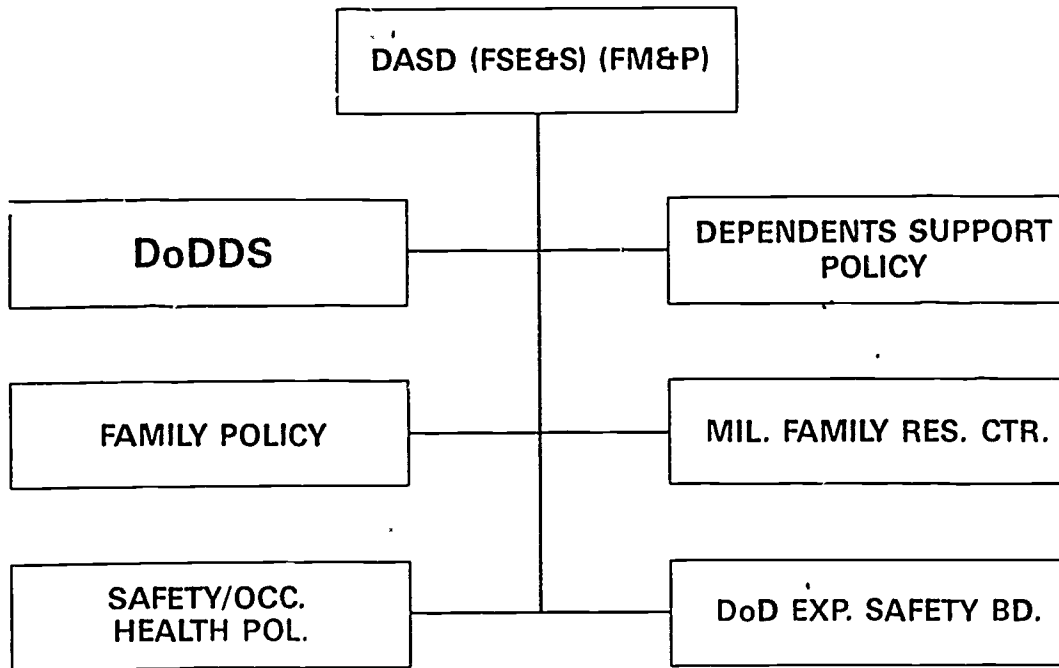 DASD (FSE&S) (FM&P)
DoDDS
DEPENDENTS SUPPORT
POLICY
FAMILY POLICY
MIL. FAMILY RES. CTR.
SAFETY/OCC.
HEALTH POL.
DoD EXP. SAFETY BD.